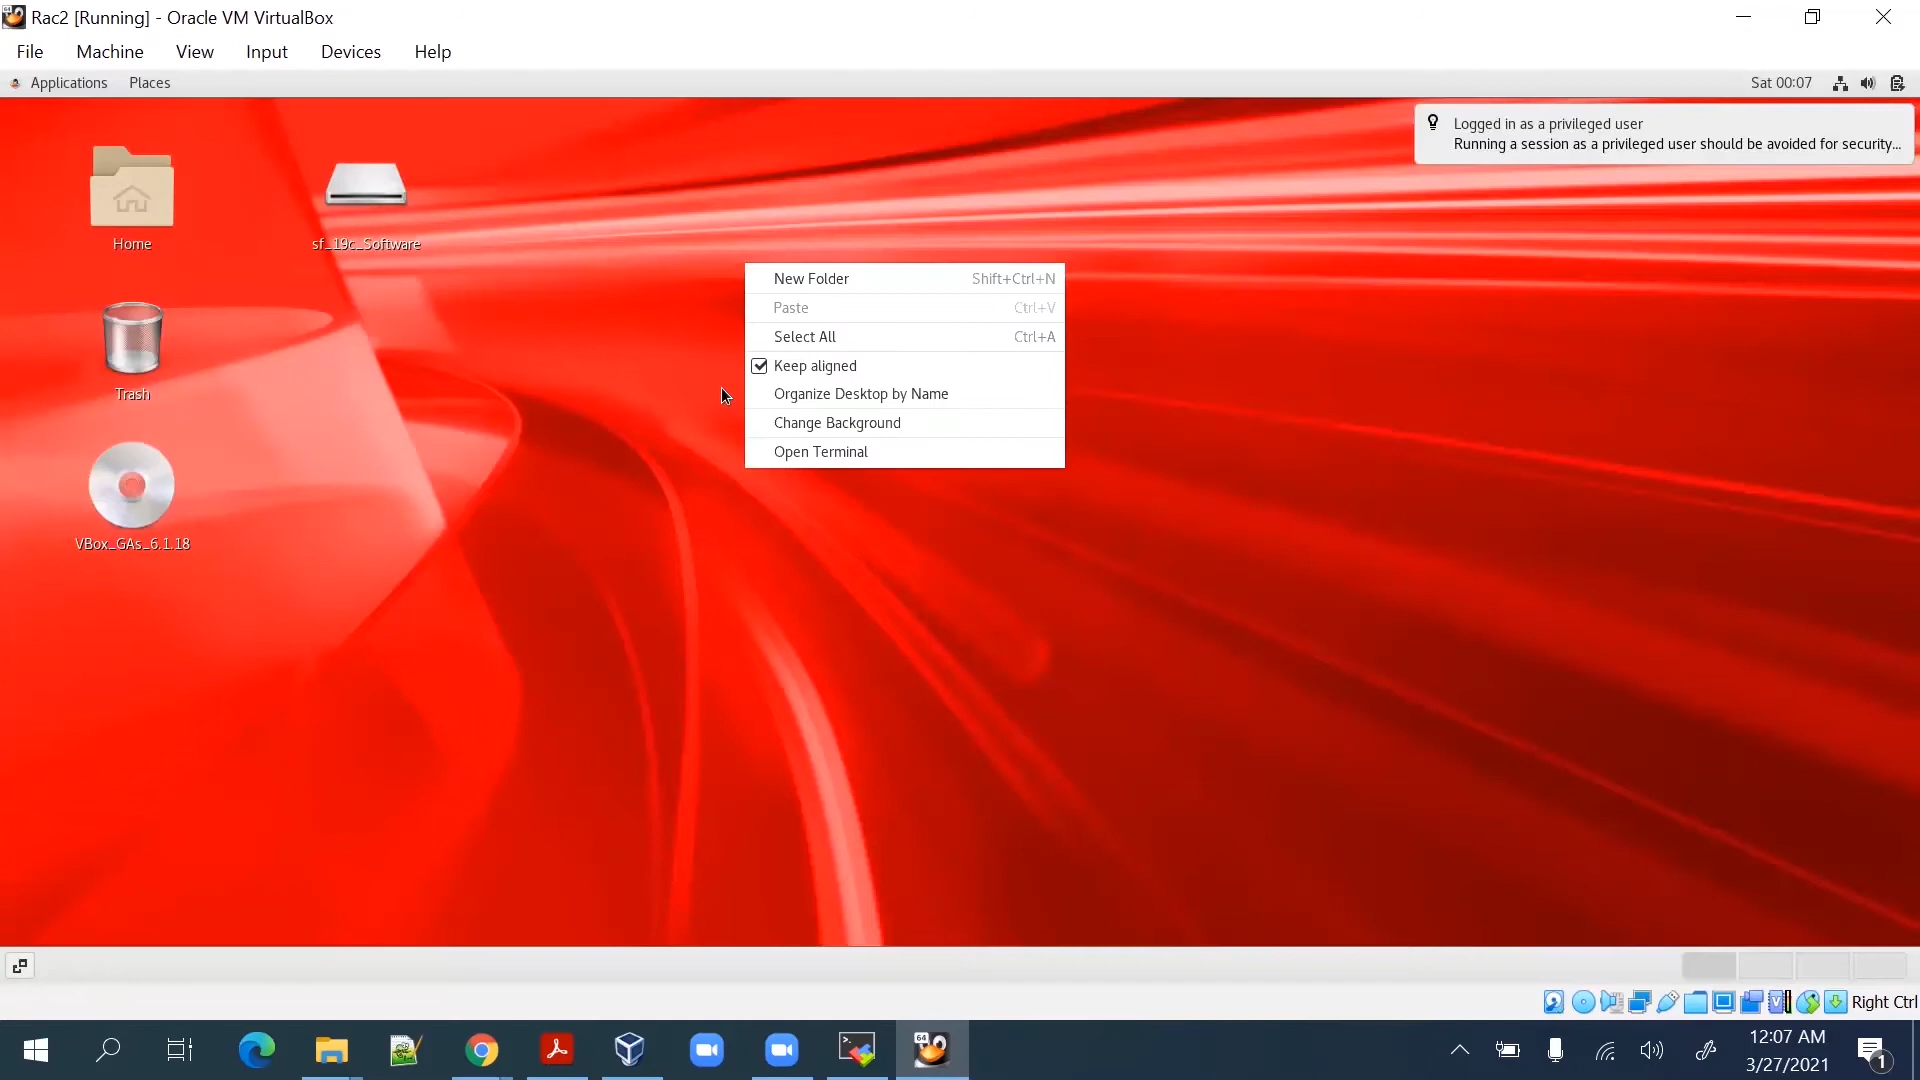 Rac2 [Running] - Oracle VM VirtualBox
File Machine View Input Devices Help
Applications Places Sat 00:07
Logged in as a privileged user
Running a session as a privileged user should be avoided for security...
Home
sf_19c_Software
New Folder Shift+Ctrl+N
Paste Ctrl+V
Select All Ctrl+A
Keep aligned
Organize Desktop by Name
Change Background
Open Terminal
Trash
VBox_GAs_6.1.18
Right Ctrl
12:07 AM
3/27/2021
1
64